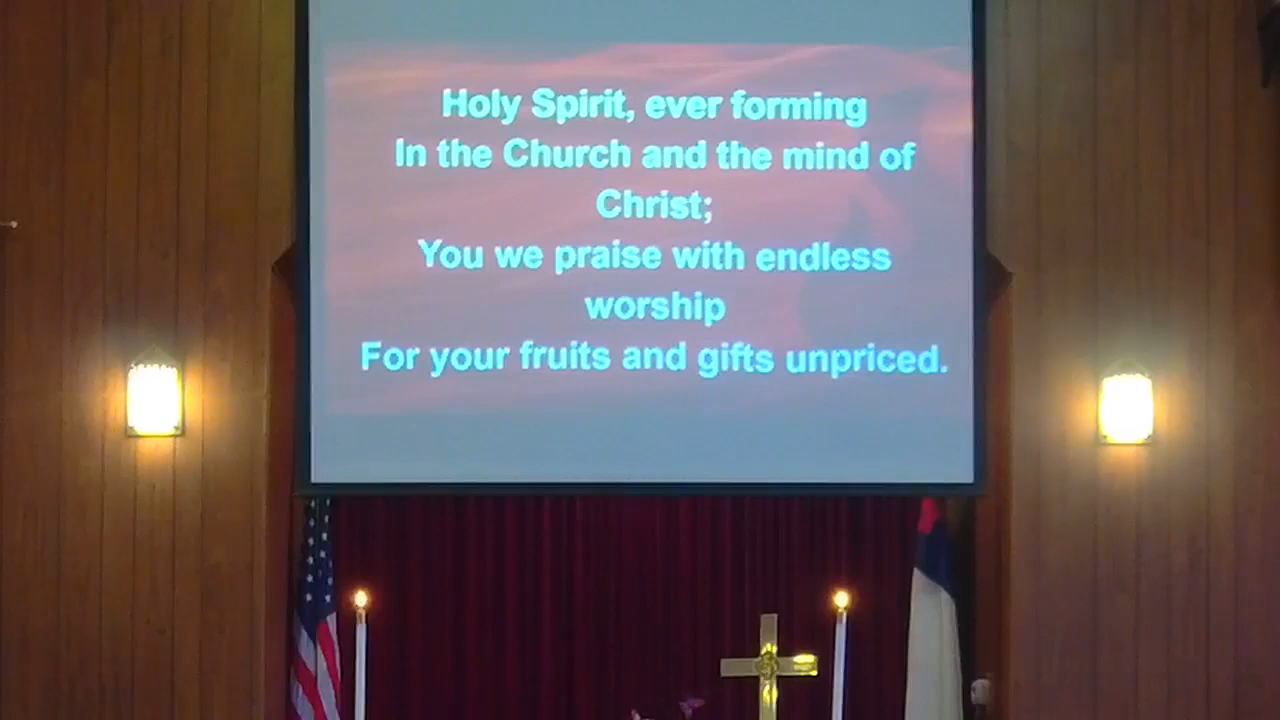 Holy Spirit, ever forming
In the Church and the mind of
Christ;
You we praise with endless
worship
For your fruits and gifts unpriced.